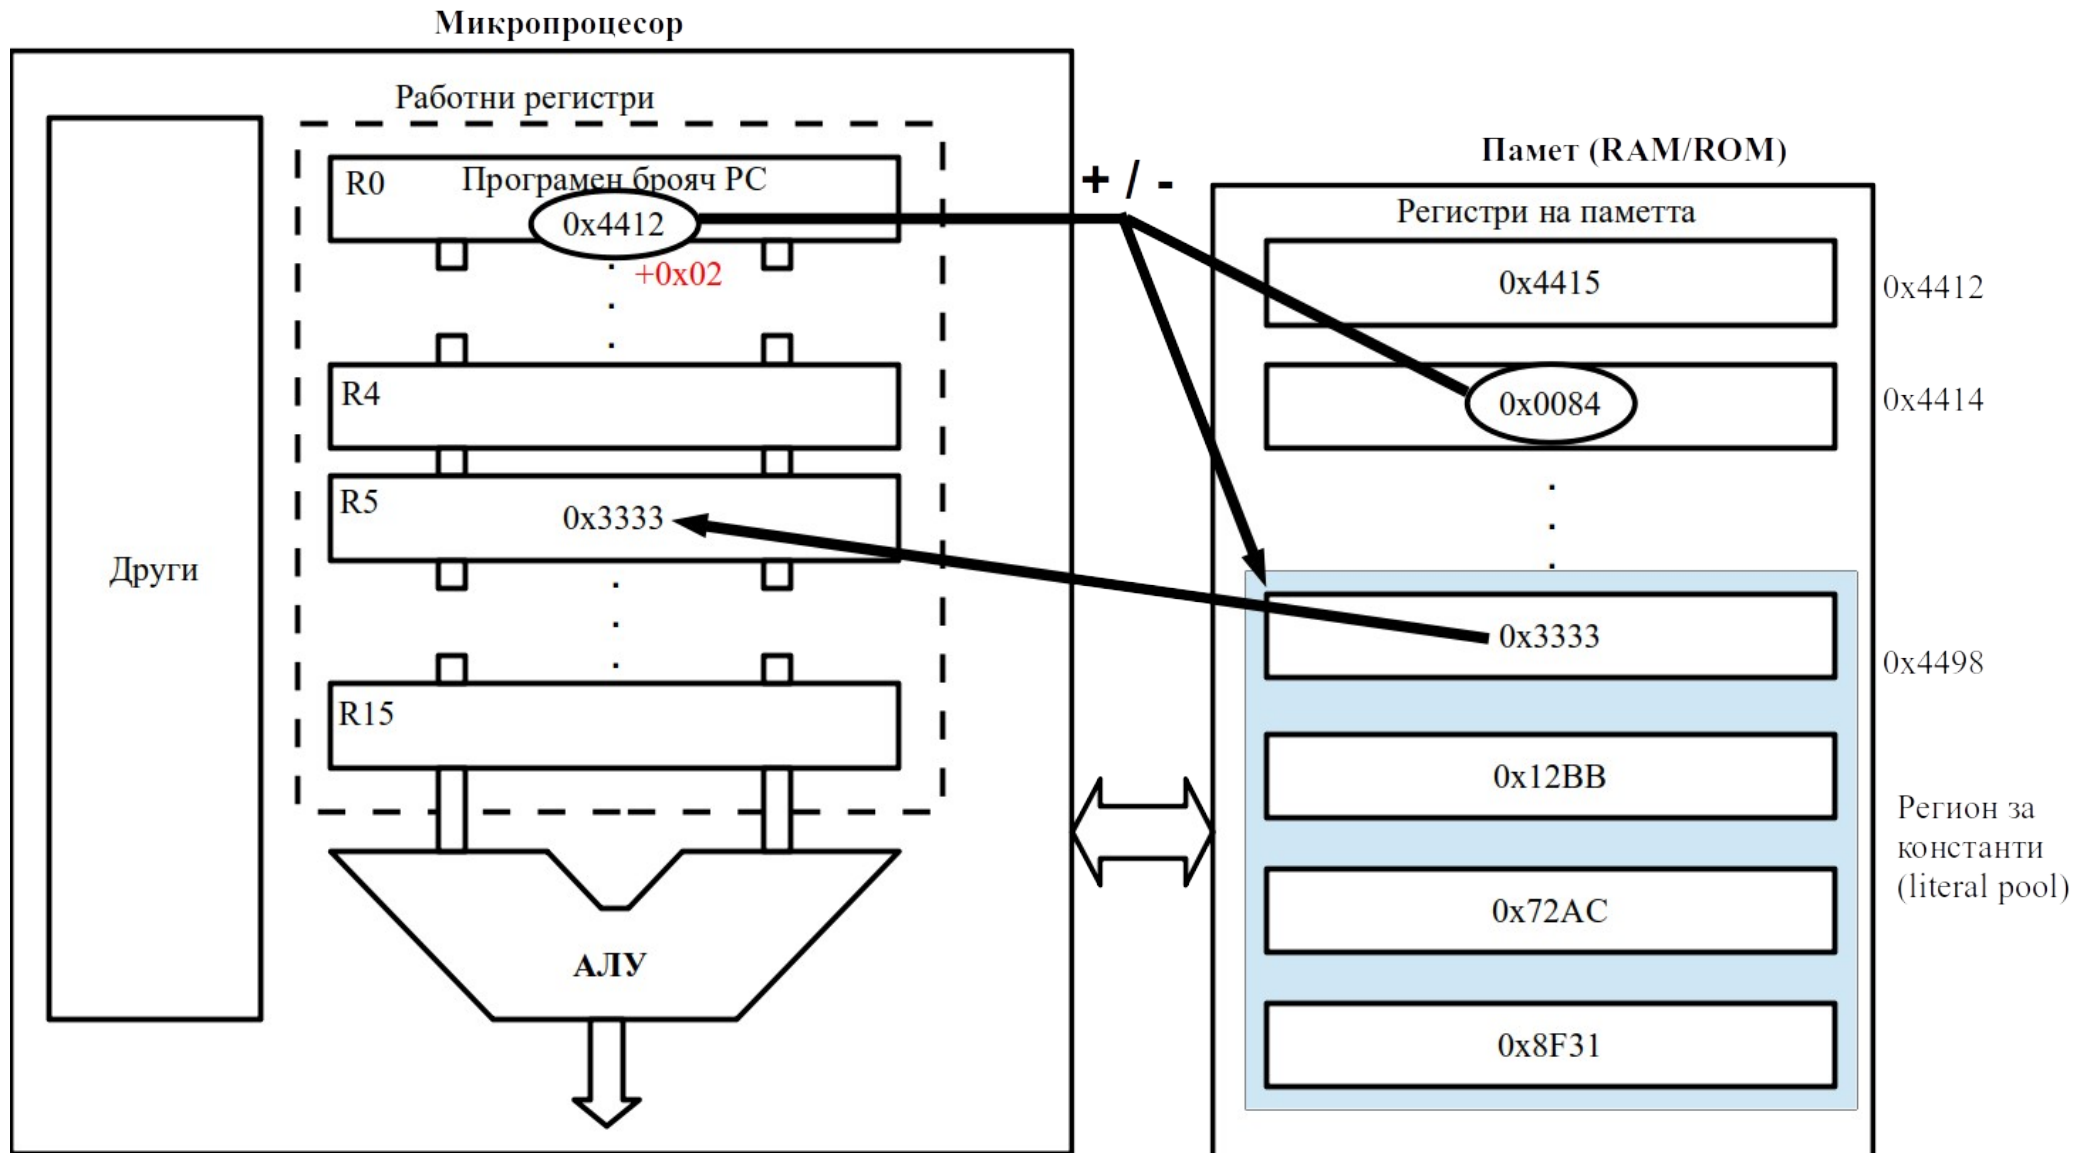 Микропроцесор
Работни регистри
R0
Програмен брояч PC
0x4412
+0x02
R4
R5
0x3333
R15
АЛУ
Други
+ / -
Памет (RAM/ROM)
Регистри на паметта
0x4415
0x4412
0x0084
0x4414
0x3333
0x4498
0x12BB
0x72AC
0x8F31
Регион за
константи
(literal pool)